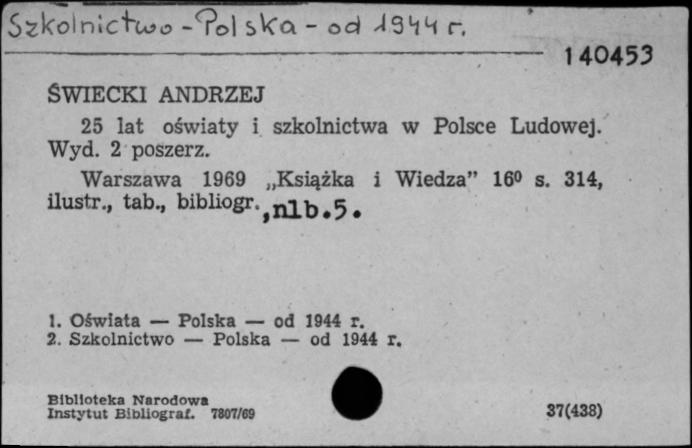 Szkolnictwo - Polska - od 1944 r.
140453
ŚWIECKI ANDRZEJ
25 lat oświaty i szkolnictwa w Polsce Ludowej.
Wyd. 2 poszerz.
Warszawa 1969 „Książka i Wiedza” 16⁰ s. 314,
ilustr., tab., bibliogr. ,nlb.5.
1. Oświata — Polska — od 1944 r.
2. Szkolnictwo — Polska — od 1944 r.
Biblioteka Narodowa
Instytut Bibliograf. 7807/69
37(438)